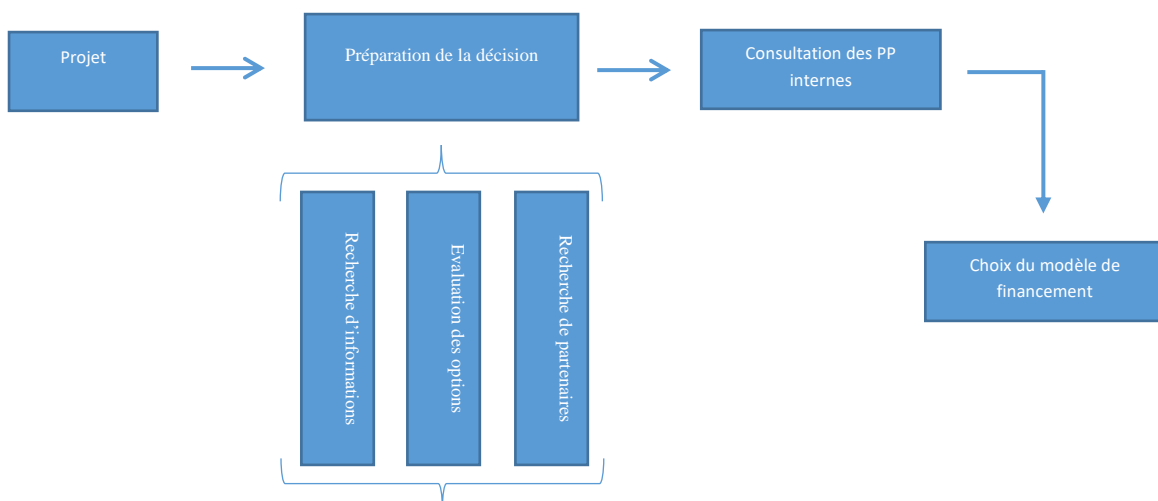 Projet
Préparation de la décision
Consultation des PP
internes
Choix du modèle de
financement
Recherche d'informations
Evaluation des options
Recherche de partenaires